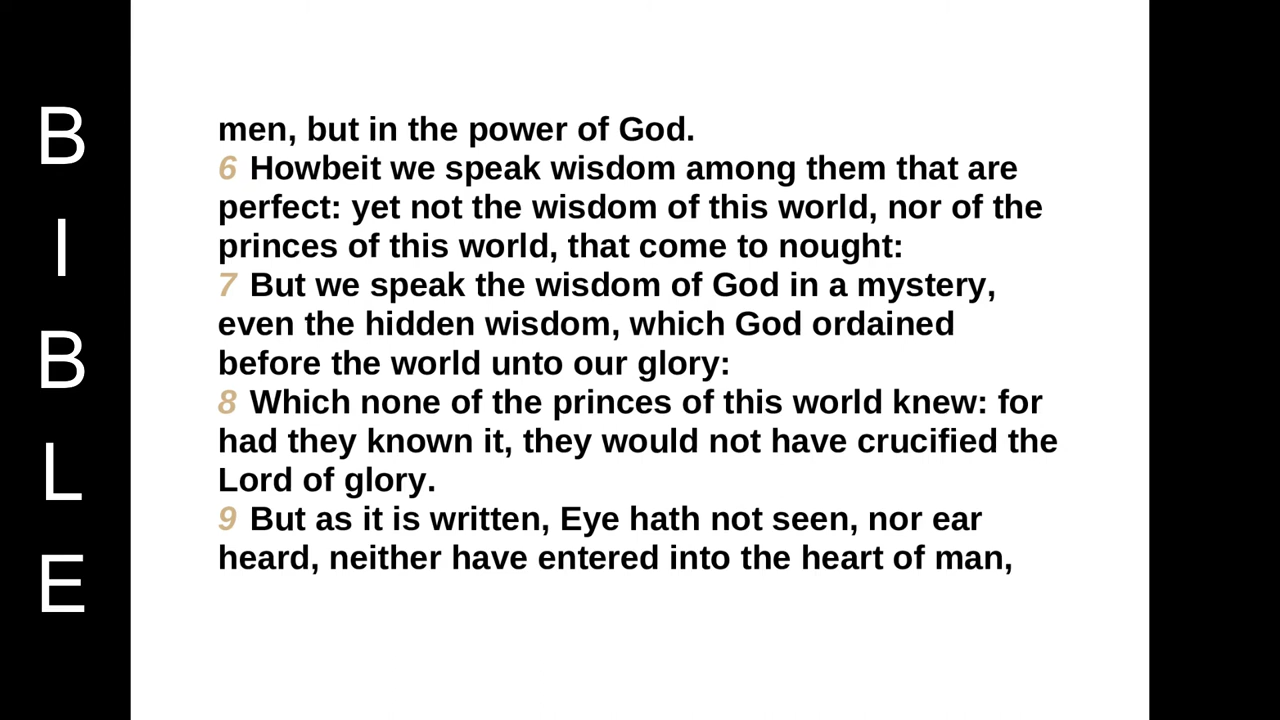 BIBLE
men, but in the power of God.
6 Howbeit we speak wisdom among them that are
perfect: yet not the wisdom of this world, nor of the
princes of this world, that come to nought:
7 But we speak the wisdom of God in a mystery,
even the hidden wisdom, which God ordained
before the world unto our glory:
8 Which none of the princes of this world knew: for
had they known it, they would not have crucified the
Lord of glory.
9 But as it is written, Eye hath not seen, nor ear
heard, neither have entered into the heart of man,